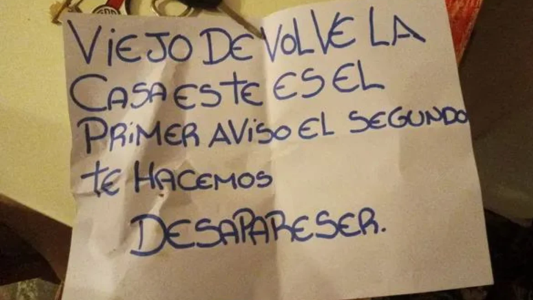 VIEJO DEVOLVE LA
CASA ESTE ES EL
PRIMER AVISO EL SEGUNDO
TE HACEMOS
DESAPARESER.